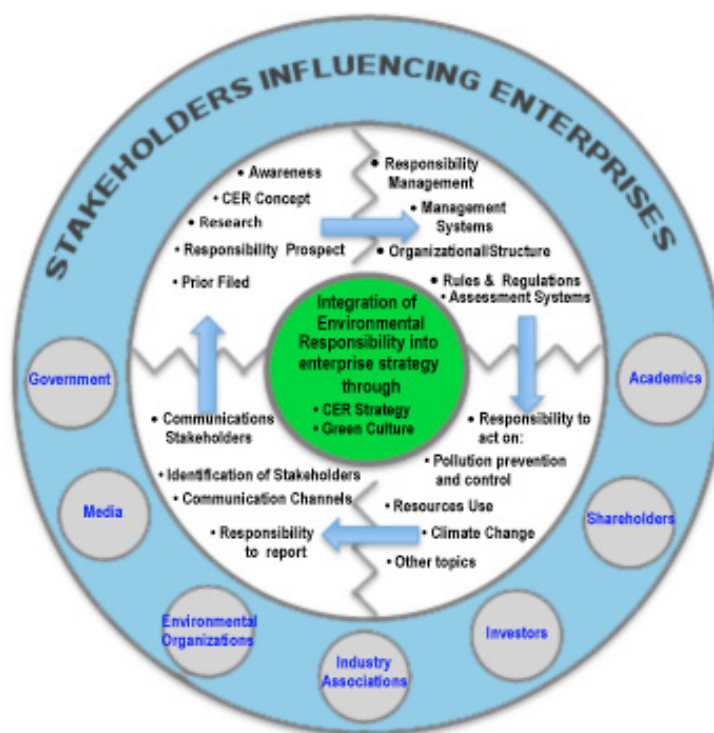 STAKEHOLDERS INFLUENCING ENTERPRISES
• Awareness
• CER Concept
• Research
• Responsibility Prospect
• Prior Filed
• Responsibility
Management
• Management
Systems
• Organizational/Structure
• Rules & Regulations
• Assessment Systems
Integration of
Environmental
Responsibility into
enterprise strategy
through
• CER Strategy
• Green Culture
• Responsibility to
act on:
• Pollution prevention
and control
• Resources Use
• Climate Change
• Other topics
• Communications
Stakeholders
• Identification of Stakeholders
• Communication Channels
• Responsibility
to report
Government
Media
Environmental
Organizations
Industry
Associations
Investors
Shareholders
Academics